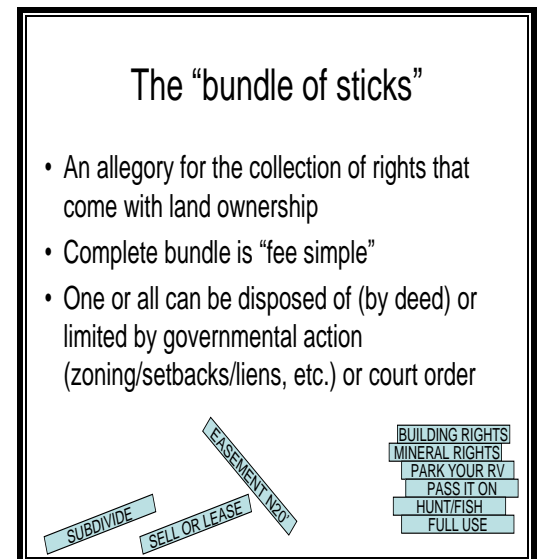 The “bundle of sticks”
• An allegory for the collection of rights that
come with land ownership
• Complete bundle is “fee simple”
• One or all can be disposed of (by deed) or
limited by governmental action
(zoning/setbacks/liens, etc.) or court order
SUBDIVIDE
SELL OR LEASE
EASEMENT N20'
BUILDING RIGHTS
MINERAL RIGHTS
PARK YOUR RV
PASS IT ON
HUNT/FISH
FULL USE